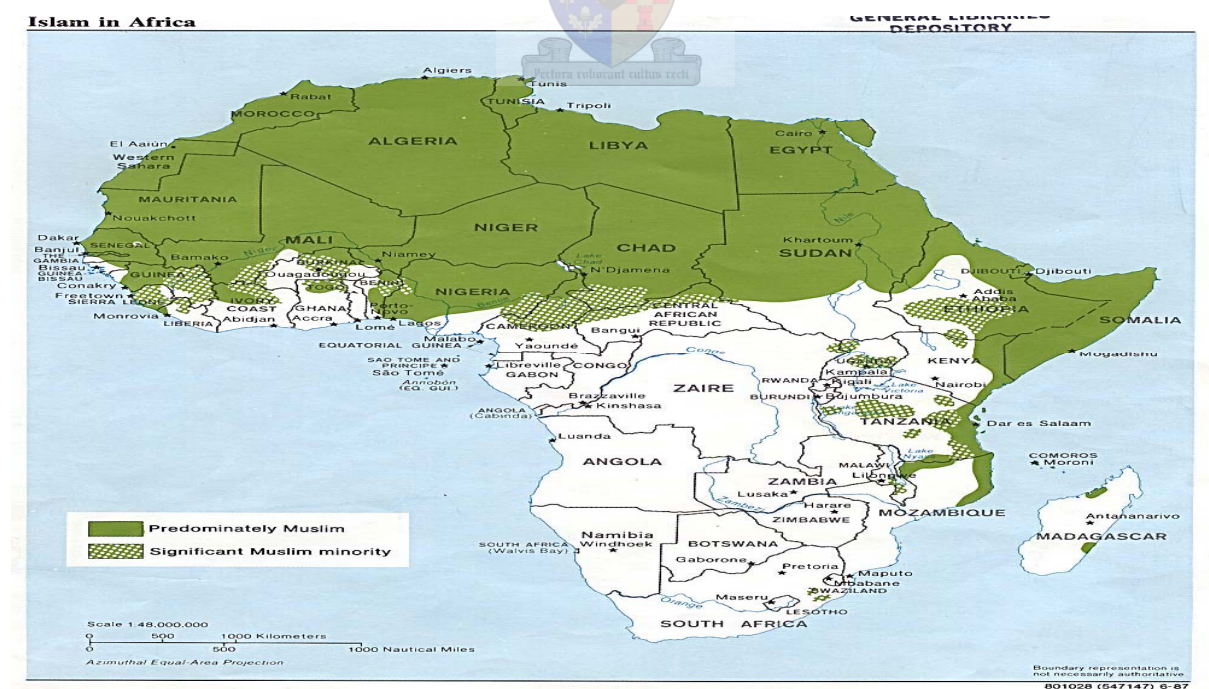 Islam in Africa
GENERAL LIBRARIES
DEPOSITORY
Pectora roborant cultus recti
Algiers
Tunis
Rabat
TUNISIA
Tripoli
MOROCCO
Cairo
ALGERIA
LIBYA
EGYPT
El Aaiún
Western
Sahara
MAURITANIA
Nouakchott
Nile
NIGER
MALI
CHAD
Khartoum
SUDAN
Dakar
SENEGAL
Banjul
THE
GAMBIA
Niger
Bamako
Niamey
Lake
Chad
N'Djamena
Bissau
GUINEA
BISSAU
GUINEA
BURKINA
Ouagadougou
DJIBOUTI
Djibouti
Conakry
Freetown
SIERRA LEONE
IVORY
COAST
TOGO
BENIN
NIGERIA
Benue
Addis
Ababa
ETHIOPIA
Monrovia
LIBERIA
Abidjan
GHANA
Accra
Porto-
Novo
Lomé
Lagos
CENTRAL
AFRICAN
REPUBLIC
SOMALIA
CAMEROON
Bangui
Malabo
EQUATORIAL GUINEA
Yaoundé
Mogadishu
SAO TOME AND
PRINCIPE
São Tomé
Annobón
(EQ. GUI.)
Libreville
GABON
CONGO
Congo
UGANDA
Kampala
KENYA
ZAIRE
RWANDA
Kigali
Lake
Victoria
Nairobi
BURUNDI
Bujumbura
Brazzaville
Kinshasa
ANGOLA
(Cabinda)
Lake
TANZANIA
Dar es Salaam
Luanda
Lake
COMOROS
Moroni
ANGOLA
MALAWI
Lilongwe
ZAMBIA
Lusaka
Zambezi
Harare
ZIMBABWE
MOZAMBIQUE
Antananarivo
MADAGASCAR
Predominately Muslim
Significant Muslim minority
Namibia
Windhoek
SOUTH AFRICA
(Walvis Bay)
BOTSWANA
Gaborone
Pretoria
Maputo
Mbabane
SWAZILAND
Maseru
LESOTHO
Orange
SOUTH AFRICA
Scale 1:48,000,000
0 500 1000 Kilometers
0 500 1000 Nautical Miles
Azimuthal Equal-Area Projection
Boundary representation is
not necessarily authoritative
801028 (547147) 6-87